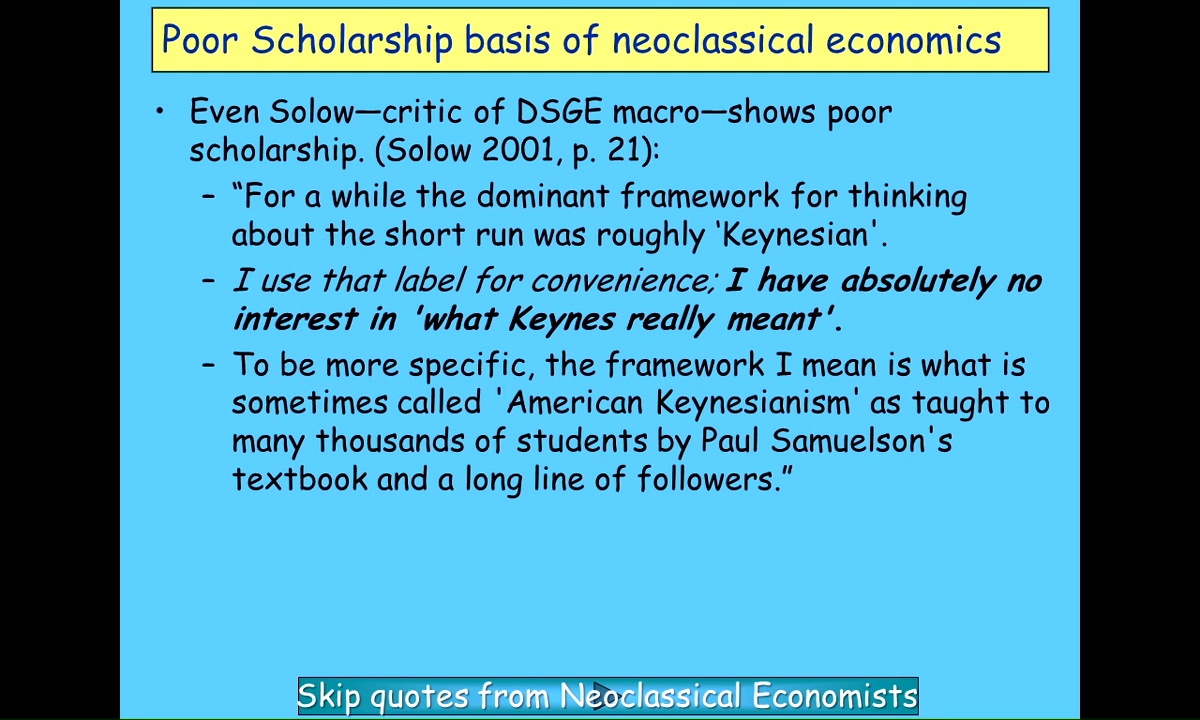 Poor Scholarship basis of neoclassical economics
• Even Solow—critic of DSGE macro—shows poor
scholarship. (Solow 2001, p. 21):
– “For a while the dominant framework for thinking
about the short run was roughly ‘Keynesian'.
– I use that label for convenience; I have absolutely no
interest in 'what Keynes really meant'.
– To be more specific, the framework I mean is what is
sometimes called 'American Keynesianism' as taught to
many thousands of students by Paul Samuelson's
textbook and a long line of followers.”
Skip quotes from Neoclassical Economists